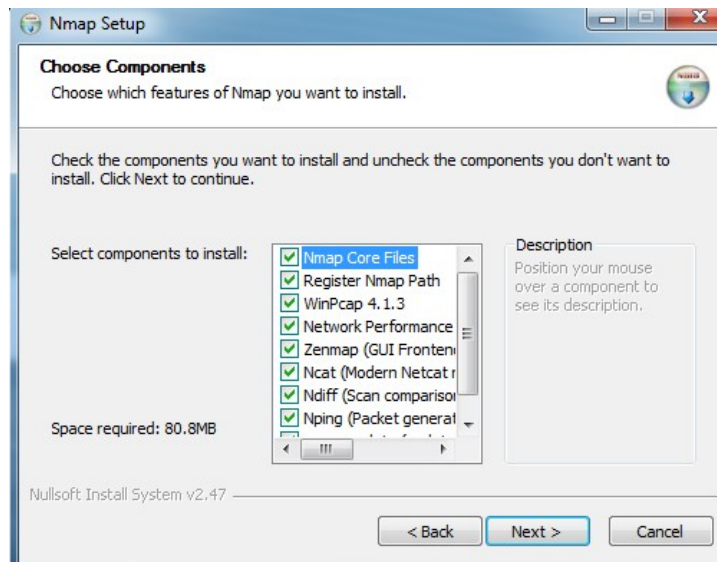 Nmap Setup
Choose Components
Choose which features of Nmap you want to install.
Check the components you want to install and uncheck the components you don't want to
install. Click Next to continue.
Select components to install:
Nmap Core Files
Register Nmap Path
WinPcap 4.1.3
Network Performance
Zenmap (GUI Fronten
Ncat (Modern Netcat r
Ndiff (Scan comparison
Nping (Packet generat
Space required: 80.8MB
Description
Position your mouse
over a component to
see its description.
Nullsoft Install System v2.47
< Back
Next >
Cancel